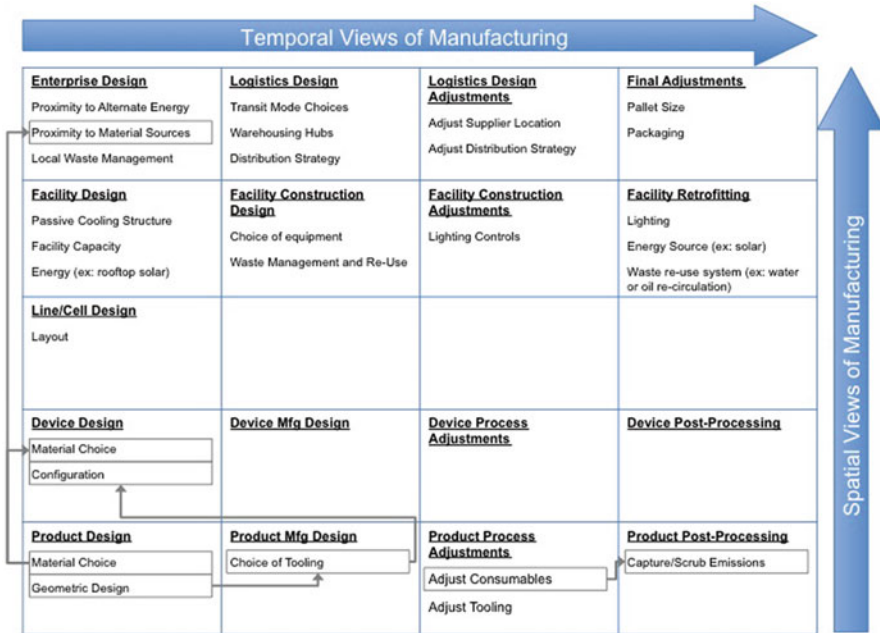 Temporal Views of Manufacturing
Enterprise Design
Proximity to Alternate Energy
Proximity to Material Sources
Local Waste Management
Logistics Design
Transit Mode Choices
Warehousing Hubs
Distribution Strategy
Logistics Design
Adjustments
Adjust Supplier Location
Adjust Distribution Strategy
Final Adjustments
Pallet Size
Packaging
Facility Design
Passive Cooling Structure
Facility Capacity
Energy (ex: rooftop solar)
Facility Construction
Design
Choice of equipment
Waste Management and Re-Use
Facility Construction
Adjustments
Lighting Controls
Facility Retrofitting
Lighting
Energy Source (ex: solar)
Waste re-use system (ex: water
or oil re-circulation)
Line/Cell Design
Layout
Device Design
Material Choice
Configuration
Device Mfg Design
Device Process
Adjustments
Device Post-Processing
Product Design
Material Choice
Geometric Design
Product Mfg Design
Choice of Tooling
Product Process
Adjustments
Adjust Consumables
Adjust Tooling
Product Post-Processing
Capture/Scrub Emissions
Spatial Views of Manufacturing